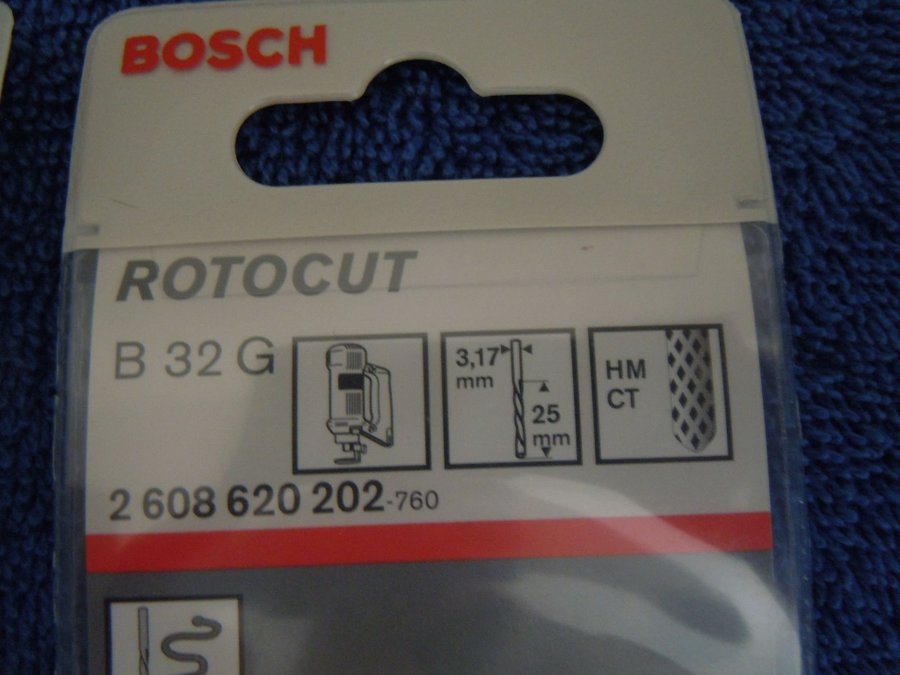 BOSCH
ROTOCUT
B 32 G
3,17
mm
25
mm
HM
CT
2 608 620 202-760